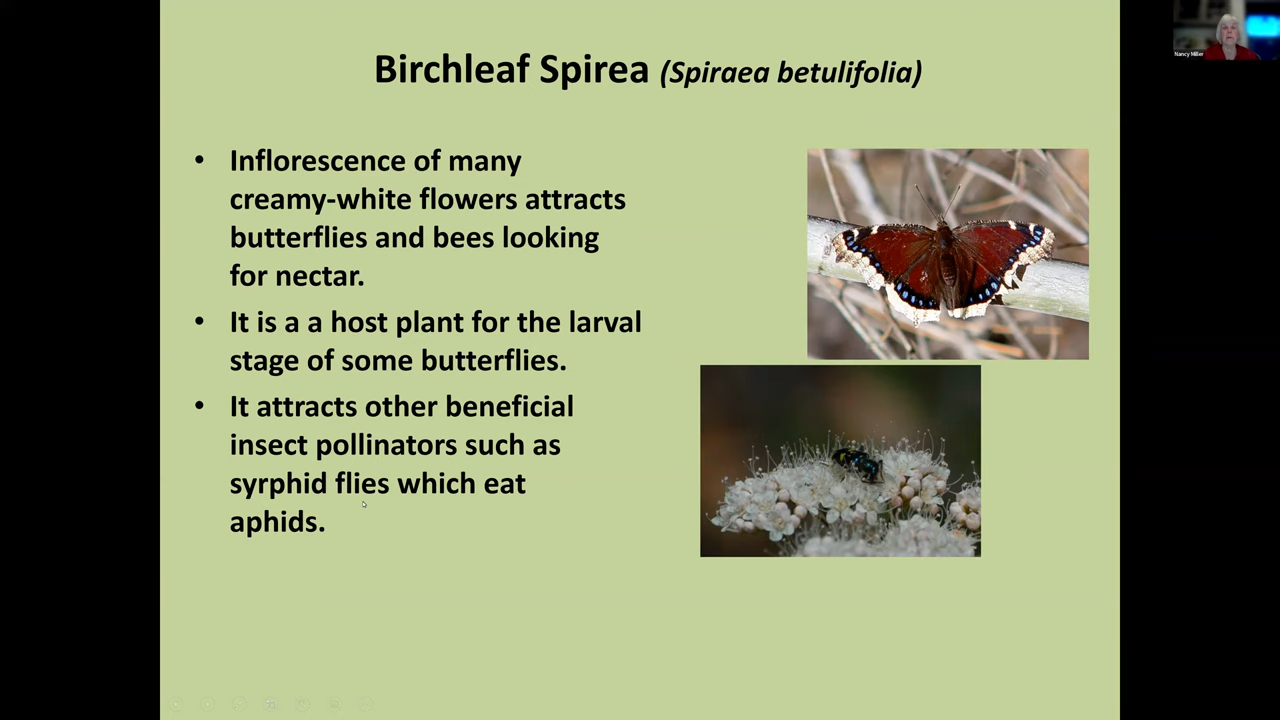 Birchleaf Spirea (Spiraea betulifolia)
• Inflorescence of many
creamy-white flowers attracts
butterflies and bees looking
for nectar.
• It is a a host plant for the larval
stage of some butterflies.
• It attracts other beneficial
insect pollinators such as
syrphid flies which eat
aphids.
Nancy Miller